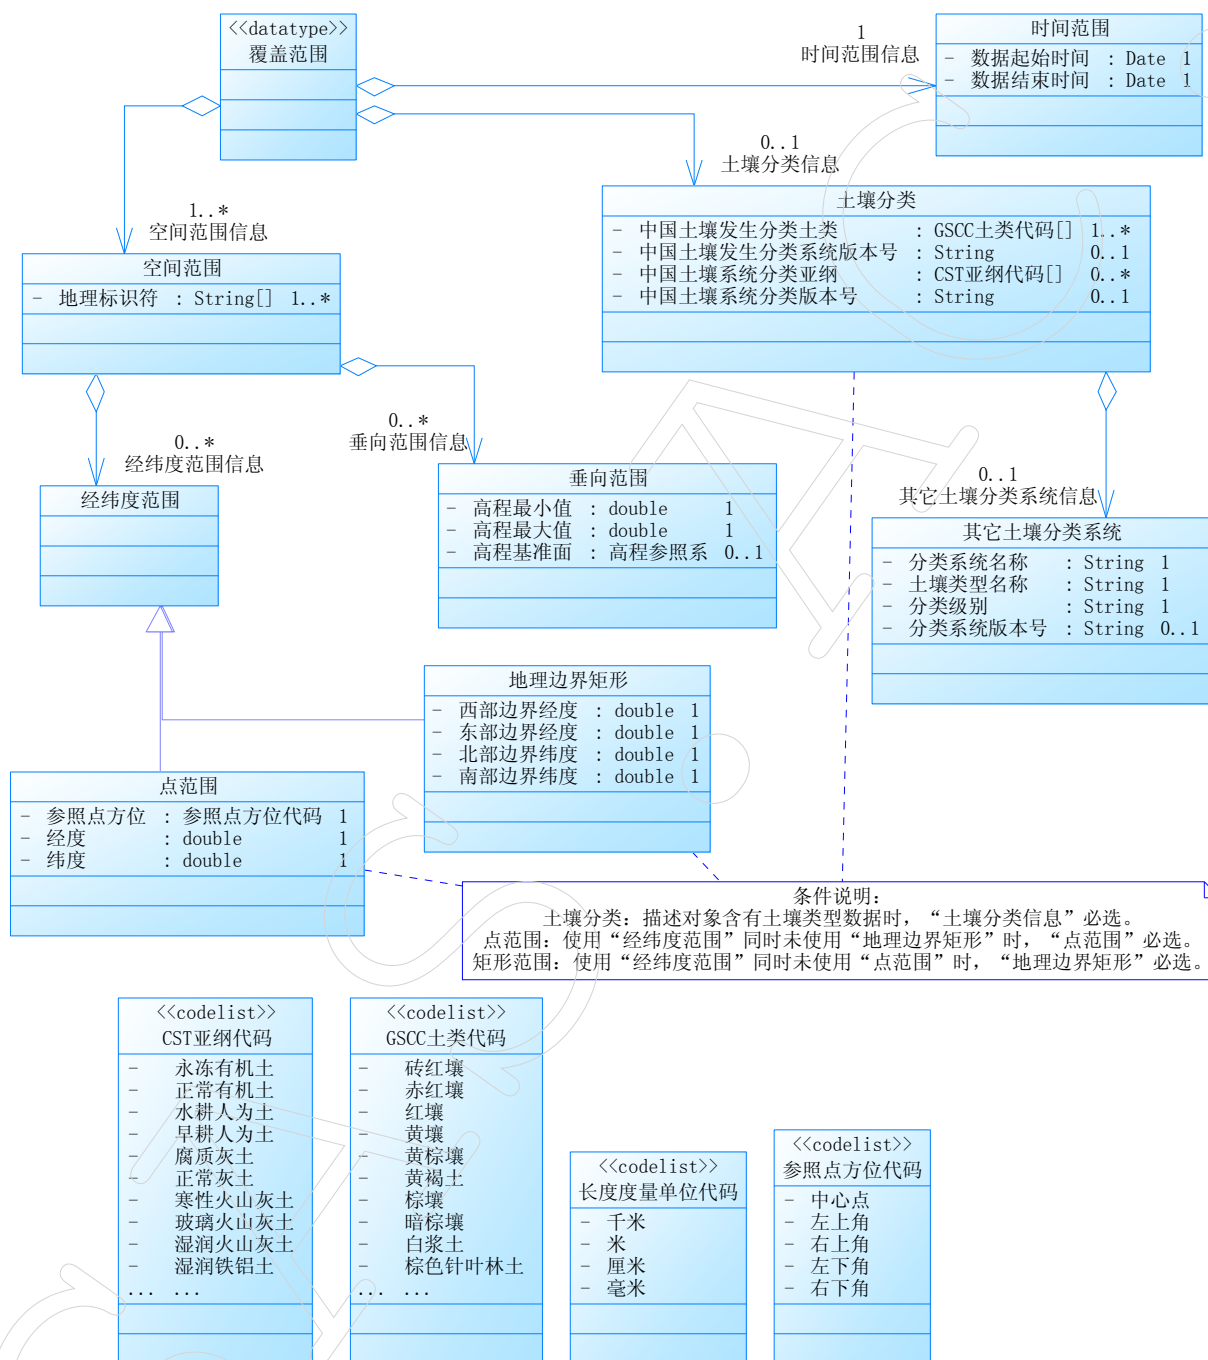 <<datatype>>
覆盖范围
1
时间范围信息
时间范围
- 数据起始时间 : Date 1
- 数据结束时间 : Date 1
0..1
土壤分类信息
土壤分类
- 中国土壤发生分类土类 : GSCC土类代码[] 1..*
- 中国土壤发生分类系统版本号 : String 0..1
- 中国土壤系统分类亚纲 : CST亚纲代码[] 0..*
- 中国土壤系统分类版本号 : String 0..1
1..*
空间范围信息
空间范围
- 地理标识符 : String[] 1..*
0..*
经纬度范围信息
0..*
垂向范围信息
经纬度范围
垂向范围
- 高程最小值 : double 1
- 高程最大值 : double 1
- 高程基准面 : 高程参照系 0..1
0..1
其它土壤分类系统信息
其它土壤分类系统
- 分类系统名称 : String 1
- 土壤类型名称 : String 1
- 分类级别 : String 1
- 分类系统版本号 : String 0..1
地理边界矩形
- 西部边界经度 : double 1
- 东部边界经度 : double 1
- 北部边界纬度 : double 1
- 南部边界纬度 : double 1
点范围
- 参照点方位 : 参照点方位代码 1
- 经度 : double 1
- 纬度 : double 1
条件说明:
土壤分类: 描述对象含有土壤类型数据时, “土壤分类信息”必选。
点范围: 使用“经纬度范围”同时未使用“地理边界矩形”时, “点范围”必选。
矩形范围: 使用“经纬度范围”同时未使用“点范围”时, “地理边界矩形”必选。
<<codelist>>
CST亚纲代码
- 永冻有机土
- 正常有机土
- 水耕人为土
- 旱耕人为土
- 腐质灰土
- 正常灰土
- 寒性火山灰土
- 玻璃火山灰土
- 湿润火山灰土
- 湿润铁铝土
... ...
<<codelist>>
GSCC土类代码
- 砖红壤
- 赤红壤
- 红壤
- 黄壤
- 黄棕壤
- 黄褐土
- 棕壤
- 暗棕壤
- 白浆土
- 棕色针叶林土
... ...
<<codelist>>
长度度量单位代码
- 千米
- 米
- 厘米
- 毫米
<<codelist>>
参照点方位代码
- 中心点
- 左上角
- 右上角
- 左下角
- 右下角